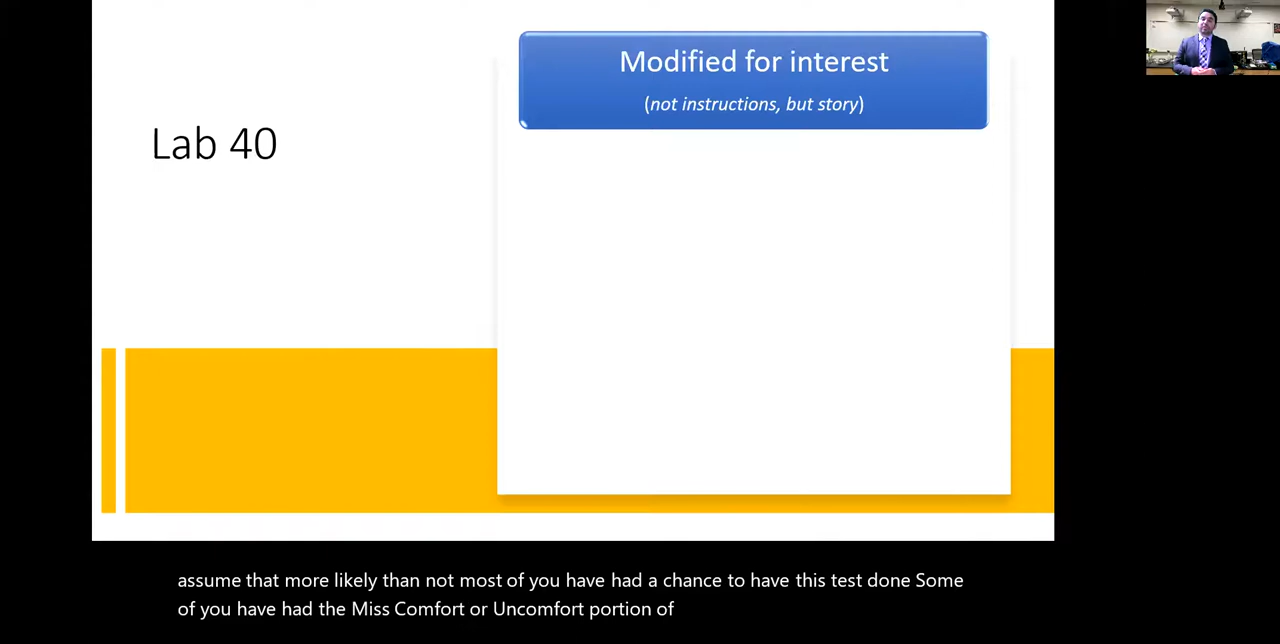 Modified for interest
(not instructions, but story)
Lab 40
assume that more likely than not most of you have had a chance to have this test done Some
of you have had the Miss Comfort or Uncomfort portion of